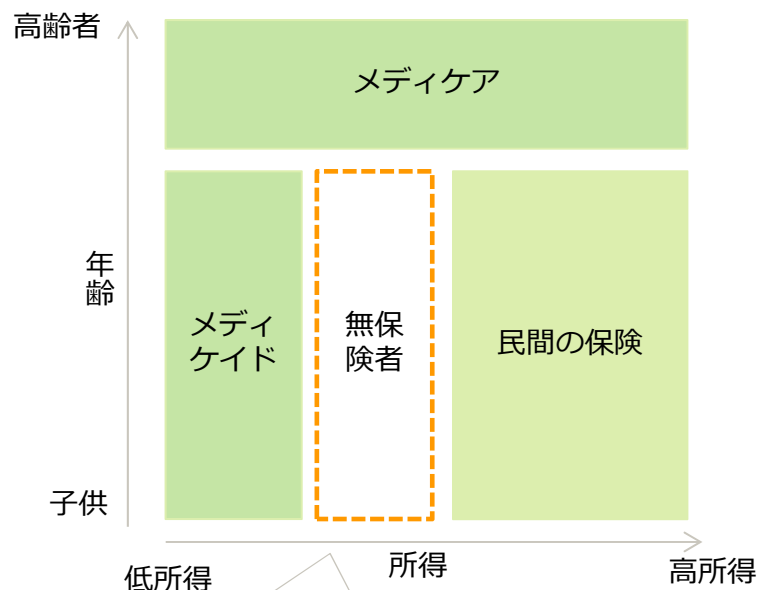 高齢者
メディケア
年
齢
メディ
ケイド
無保
険者
民間の保険
子供
低所得
所得
高所得